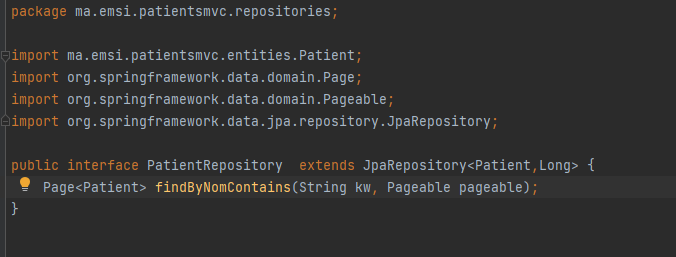 package ma.emsi.patientsmvc.repositories;
import ma.emsi.patientsmvc.entities.Patient;
import org.springframework.data.domain.Page;
import org.springframework.data.domain.Pageable;
import org.springframework.data.jpa.repository.JpaRepository;
public interface PatientRepository  extends JpaRepository<Patient,Long> {
    Page<Patient> findByNomContains(String kw, Pageable pageable);
}